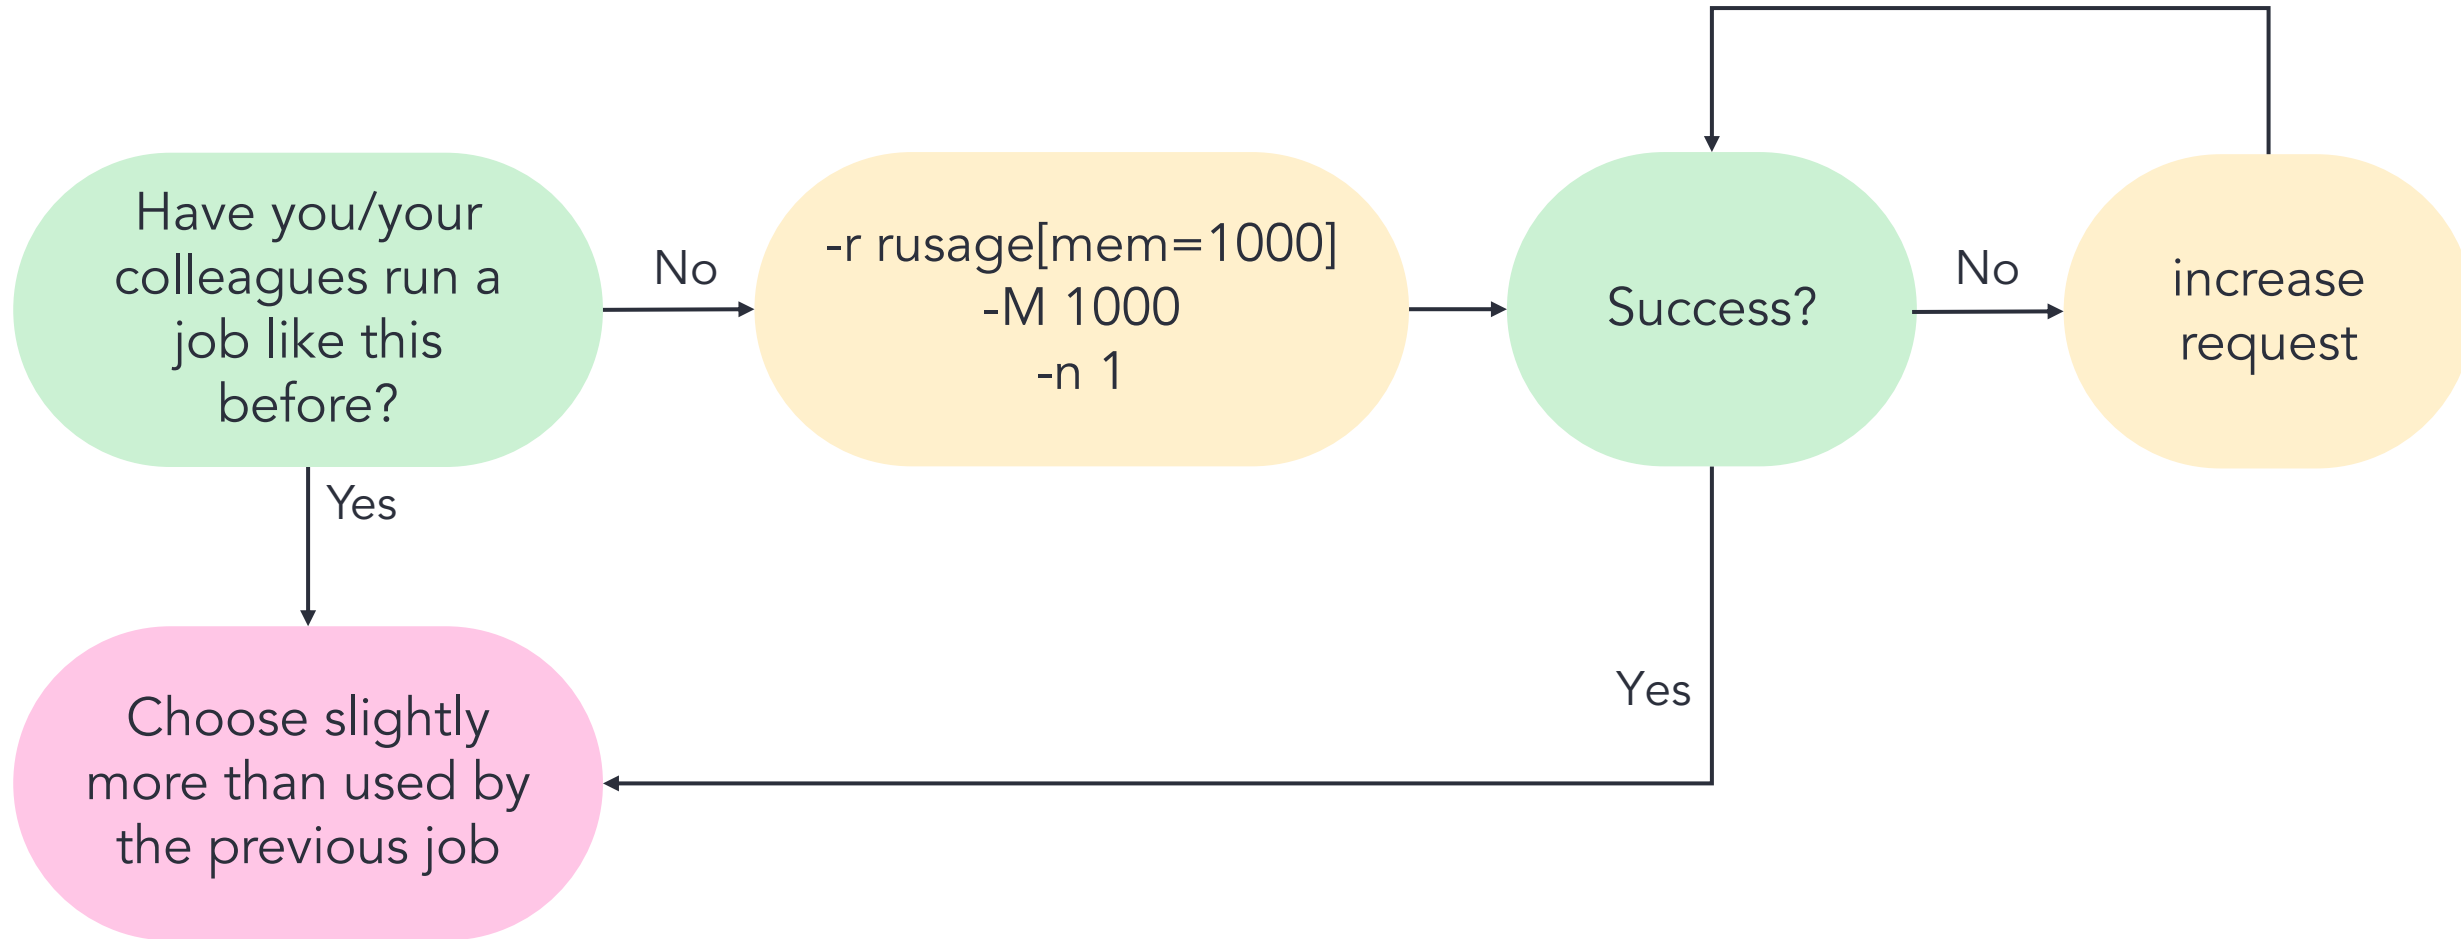 Have you/your
colleagues run a
job like this
before?
No
-r rusage[mem=1000]
-M 1000
-n 1
Success?
No
increase
request
Yes
Choose slightly
more than used by
the previous job
Yes